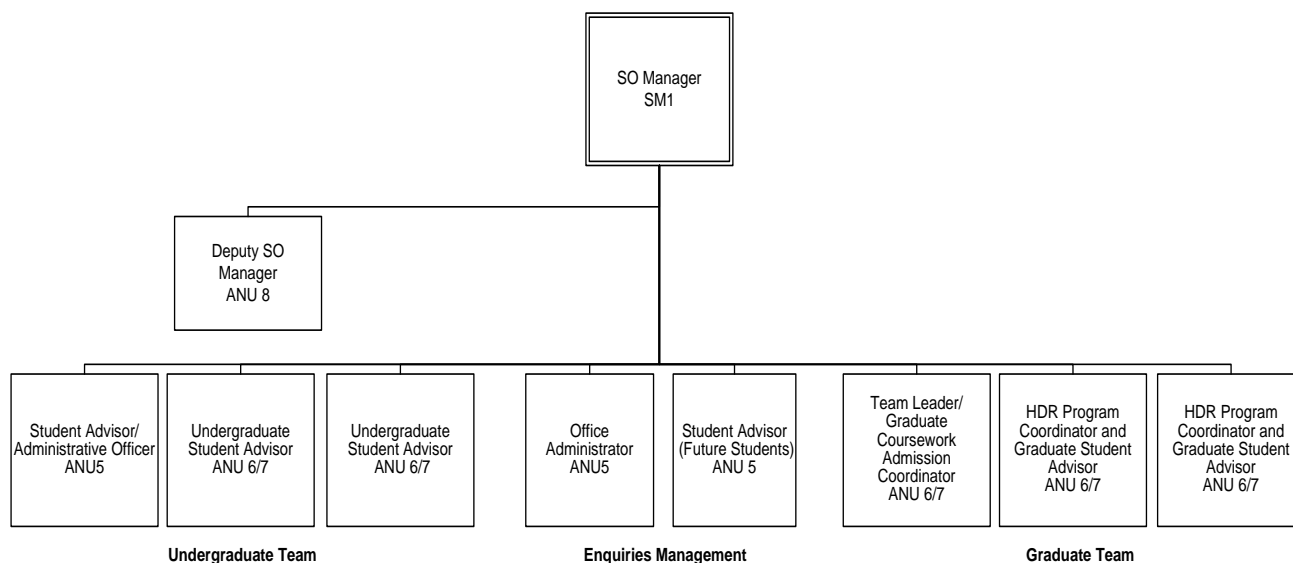 SO Manager
SM1
Deputy SO
Manager
ANU 8
Student Advisor/
Administrative Officer
ANU5
Undergraduate
Student Advisor
ANU 6/7
Undergraduate
Student Advisor
ANU 6/7
Office
Administrator
ANU5
Student Advisor
(Future Students)
ANU 5
Team Leader/
Graduate
Coursework
Admission
Coordinator
ANU 6/7
HDR Program
Coordinator and
Graduate Student
Advisor
ANU 6/7
HDR Program
Coordinator and
Graduate Student
Advisor
ANU 6/7
Undergraduate Team
Enquiries Management
Graduate Team